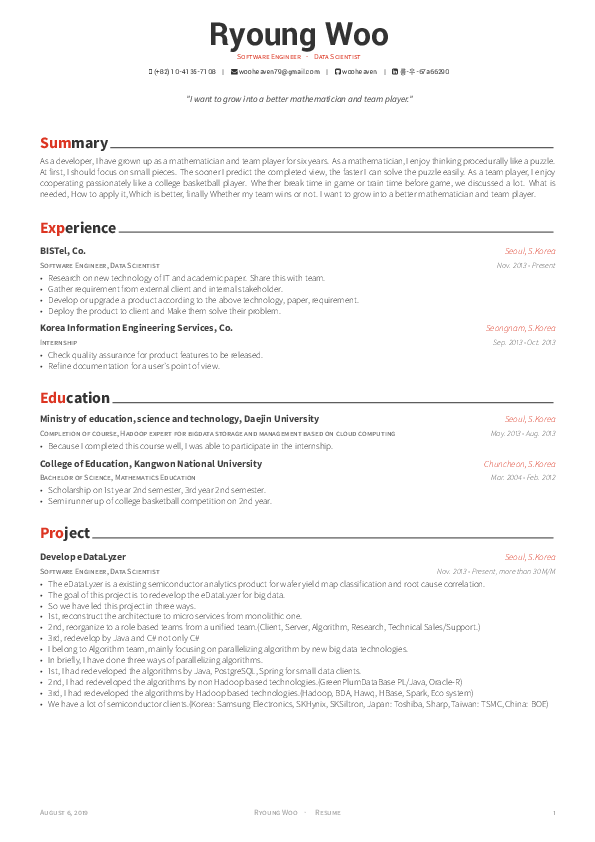 Ryoung Woo
SOFTWARE ENGINEER · DATA SCIENTIST
(+82) 10-4135-7108 | wooheaven79@gmail.com | wooheaven | 륭-우-67a66290
"I want to grow into a better mathematician and team player."
Summary
As a developer, I have grown up as a mathematician and team player for six years. As a mathematician, I enjoy thinking procedurally like a puzzle.
At first, I should focus on small pieces. The sooner I predict the completed view, the faster I can solve the puzzle easily. As a team player, I enjoy
cooperating passionately like a college basketball player. Whether break time in game or train time before game, we discussed a lot. What is
needed, How to apply it, Which is better, finally Whether my team wins or not. I want to grow into a better mathematician and team player.
Experience
BISTel, Co. Seoul, S.Korea
SOFTWARE ENGINEER, DATA SCIENTIST Nov. 2013 - Present
• Research on new technology of IT and academic paper. Share this with team.
• Gather requirement from external client and internal stakeholder.
• Develop or upgrade a product according to the above technology, paper, requirement.
• Deploy the product to client and Make them solve their problem.
Korea Information Engineering Services, Co. Seongnam, S.Korea
INTERNSHIP Sep. 2013 - Oct. 2013
• Check quality assurance for product features to be released.
• Refine documentation for a user's point of view.
Education
Ministry of education, science and technology, Daejin University Seoul, S.Korea
COMPLETION OF COURSE, HADOOP EXPERT FOR BIGDATA STORAGE AND MANAGEMENT BASED ON CLOUD COMPUTING May. 2013 - Aug. 2013
• Because I completed this course well, I was able to participate in the internship.
College of Education, Kangwon National University Chuncheon, S.Korea
BACHELOR OF SCIENCE, MATHEMATICS EDUCATION Mar. 2004 - Feb. 2012
• Scholarship on 1st year 2nd semester, 3rd year 2nd semester.
• Semi runner up of college basketball competition on 2nd year.
Project
Develop eDataLyzer Seoul, S.Korea
SOFTWARE ENGINEER, DATA SCIENTIST Nov. 2013 - Present, more than 30 M/M
• The eDataLyzer is a existing semiconductor analytics product for wafer yield map classification and root cause correlation.
• The goal of this project is to redevelop the eDataLyzer for big data.
• So we have led this project in three ways.
• 1st, reconstruct the architecture to micro services from monolithic one.
• 2nd, reorganize to a role based teams from a unified team.(Client, Server, Algorithm, Research, Technical Sales/Support.)
• 3rd, redevelop by Java and C# not only C#
• I belong to Algorithm team, mainly focusing on parallelizing algorithm by new big data technologies.
• In briefly, I have done three ways of parallelizing algorithms.
• 1st, I had redeveloped the algorithms by Java, PostgreSQL, Spring for small data clients.
• 2nd, I had redeveloped the algorithms by non Hadoop based technologies.(GreenPlumDataBase PL/Java, Oracle-R)
• 3rd, I had redeveloped the algorithms by Hadoop based technologies.(Hadoop, BDA, Hawq, HBase, Spark, Eco system)
• We have a lot of semiconductor clients.(Korea: Samsung Electronics, SKHynix, SKSiltron, Japan: Toshiba, Sharp, Taiwan: TSMC, China: BOE)
AUGUST 6, 2019 RYOUNG WOO · RESUME 1